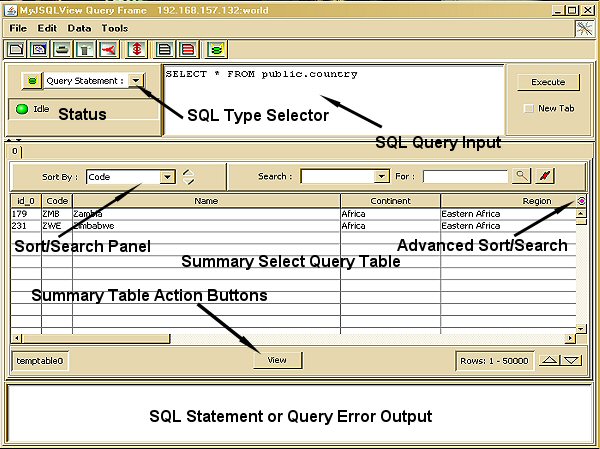 MyJSQLView Query Frame 192.168.157.132:world
File Edit Data Tools
Query Statement :
SELECT * FROM public.country
Execute
Idle
Status
SQL Type Selector
New Tab
SQL Query Input
0
Sort By : Code Search : For :
id_0 Code Name Continent Region
179 ZMB Zambia Africa Eastern Africa
231 ZWE Zimbabwe Africa Eastern Africa
Sort/Search Panel Advanced Sort/Search
Summary Select Query Table
Summary Table Action Buttons
temptable0 View Rows: 1 - 50000
SQL Statement or Query Error Output